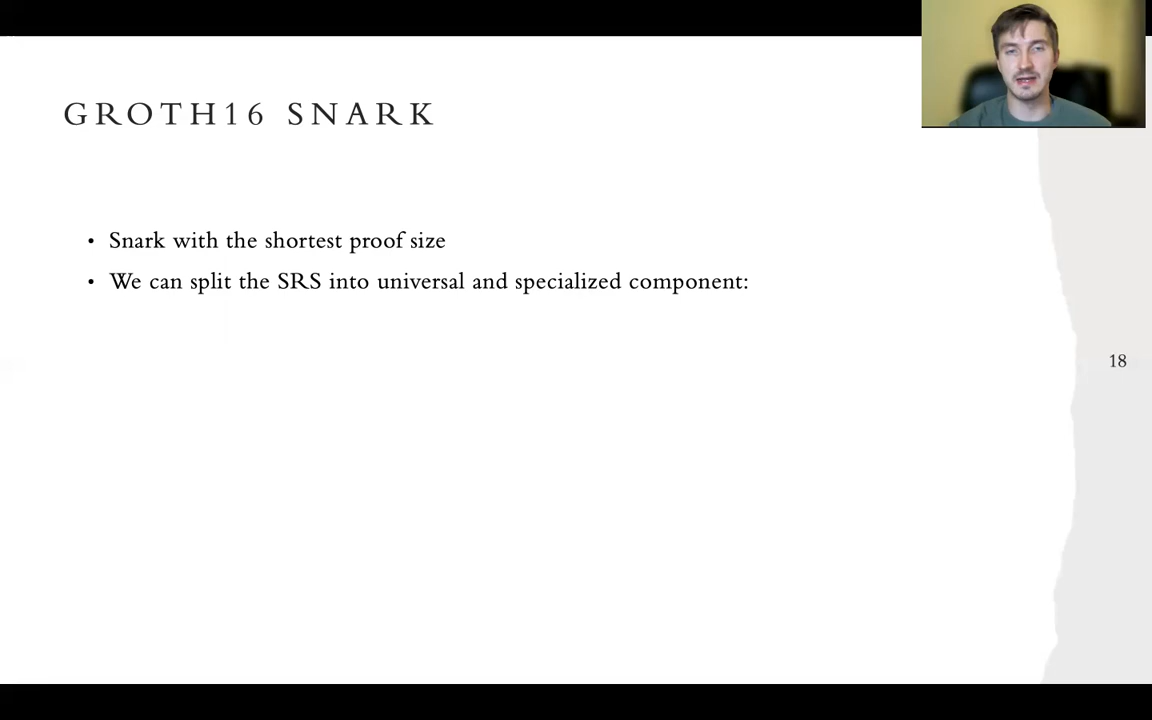 GROTH16 SNARK
• Snark with the shortest proof size
• We can split the SRS into universal and specialized component:
18